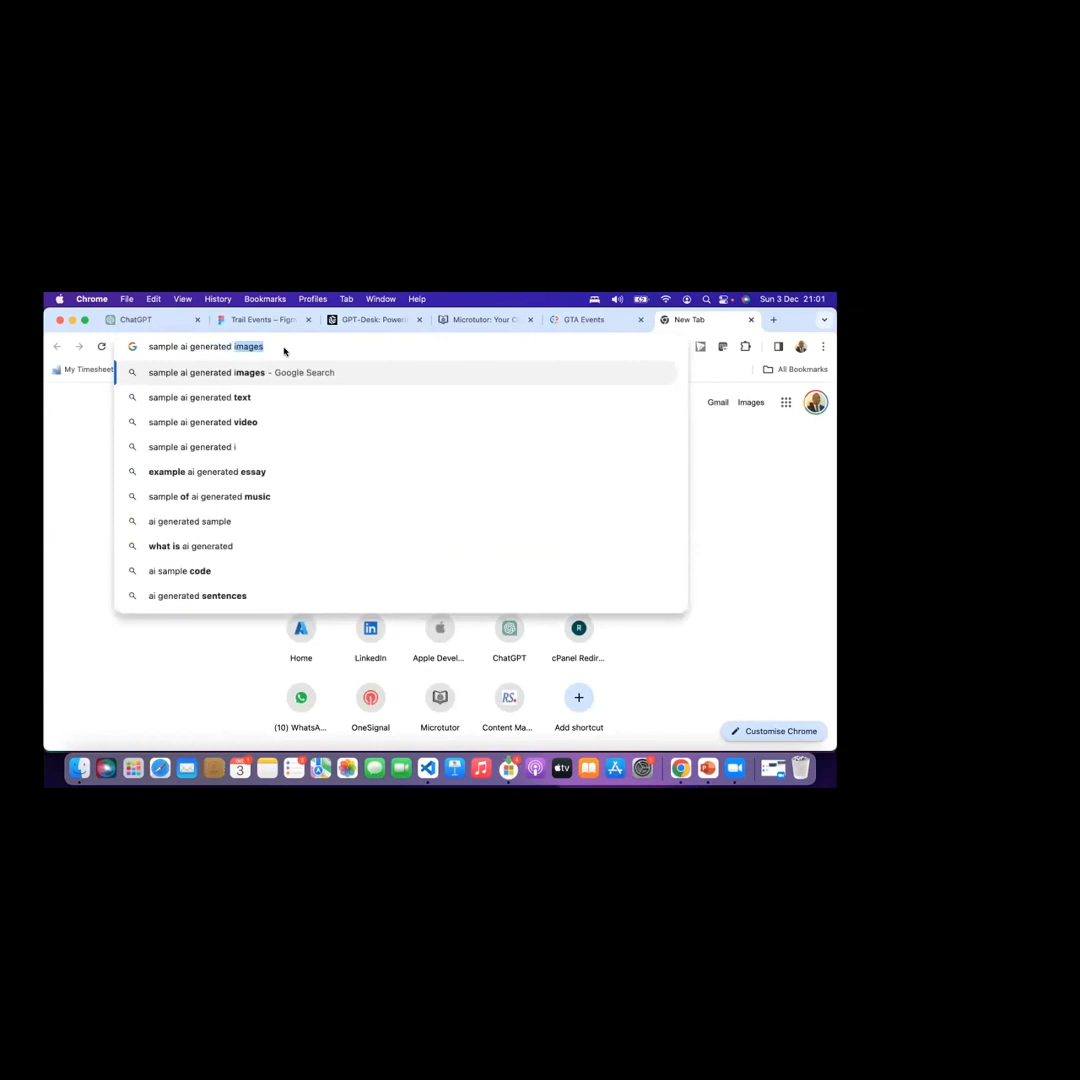 Chrome File Edit View History Bookmarks Profiles Tab Window Help Sun 3 Dec 21:01
ChatGPT Trail Events – Figm GPT-Desk: Power Microtutor: Your C GTA Events New Tab
sample ai generated images
My Timesheet All Bookmarks
sample ai generated images - Google Search
sample ai generated text
Gmail Images
sample ai generated video
sample ai generated i
example ai generated essay
sample of ai generated music
ai generated sample
what is ai generated
ai sample code
ai generated sentences
Home LinkedIn Apple Devel... ChatGPT cPanel Redir...
RS.
(10) WhatsA... OneSignal Microtutor Content Ma... Add shortcut
Customise Chrome
3 tv